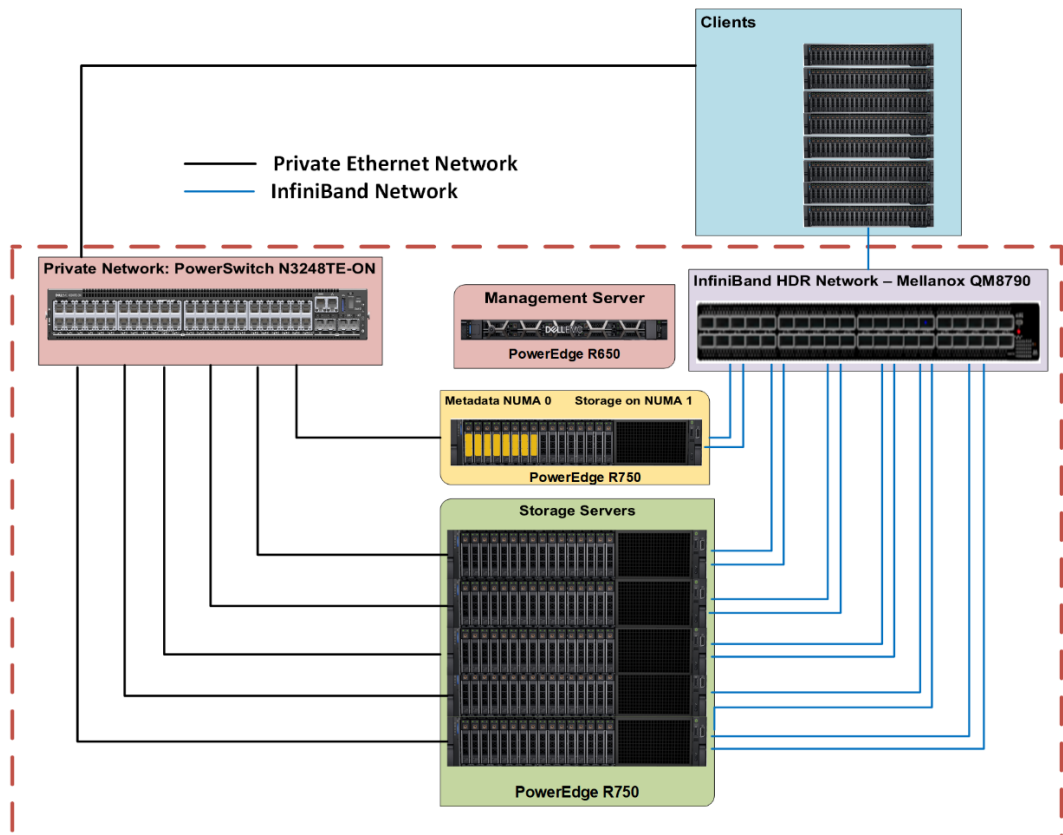 Clients
Private Ethernet Network
InfiniBand Network
Private Network: PowerSwitch N3248TE-ON
InfiniBand HDR Network – Mellanox QM8790
Management Server
DELLEMC
PowerEdge R650
Metadata NUMA 0 Storage on NUMA 1
PowerEdge R750
Storage Servers
PowerEdge R750